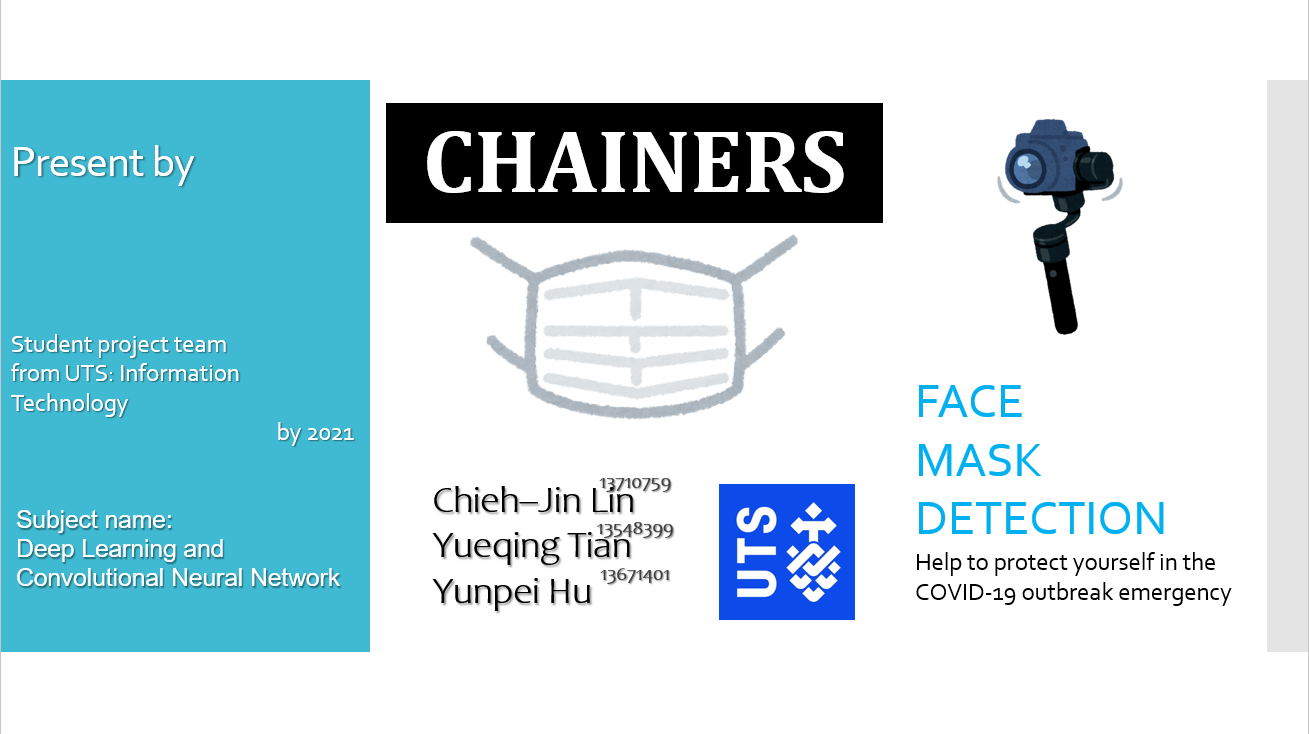 Present by
Student project team
from UTS: Information
Technology
by 2021
Subject name:
Deep Learning and
Convolutional Neural Network
CHAINERS
Chieh–Jin Lin 13710759
Yueqing Tian 13548399
Yunpei Hu 13671401
UTS
FACE
MASK
DETECTION
Help to protect yourself in the
COVID-19 outbreak emergency